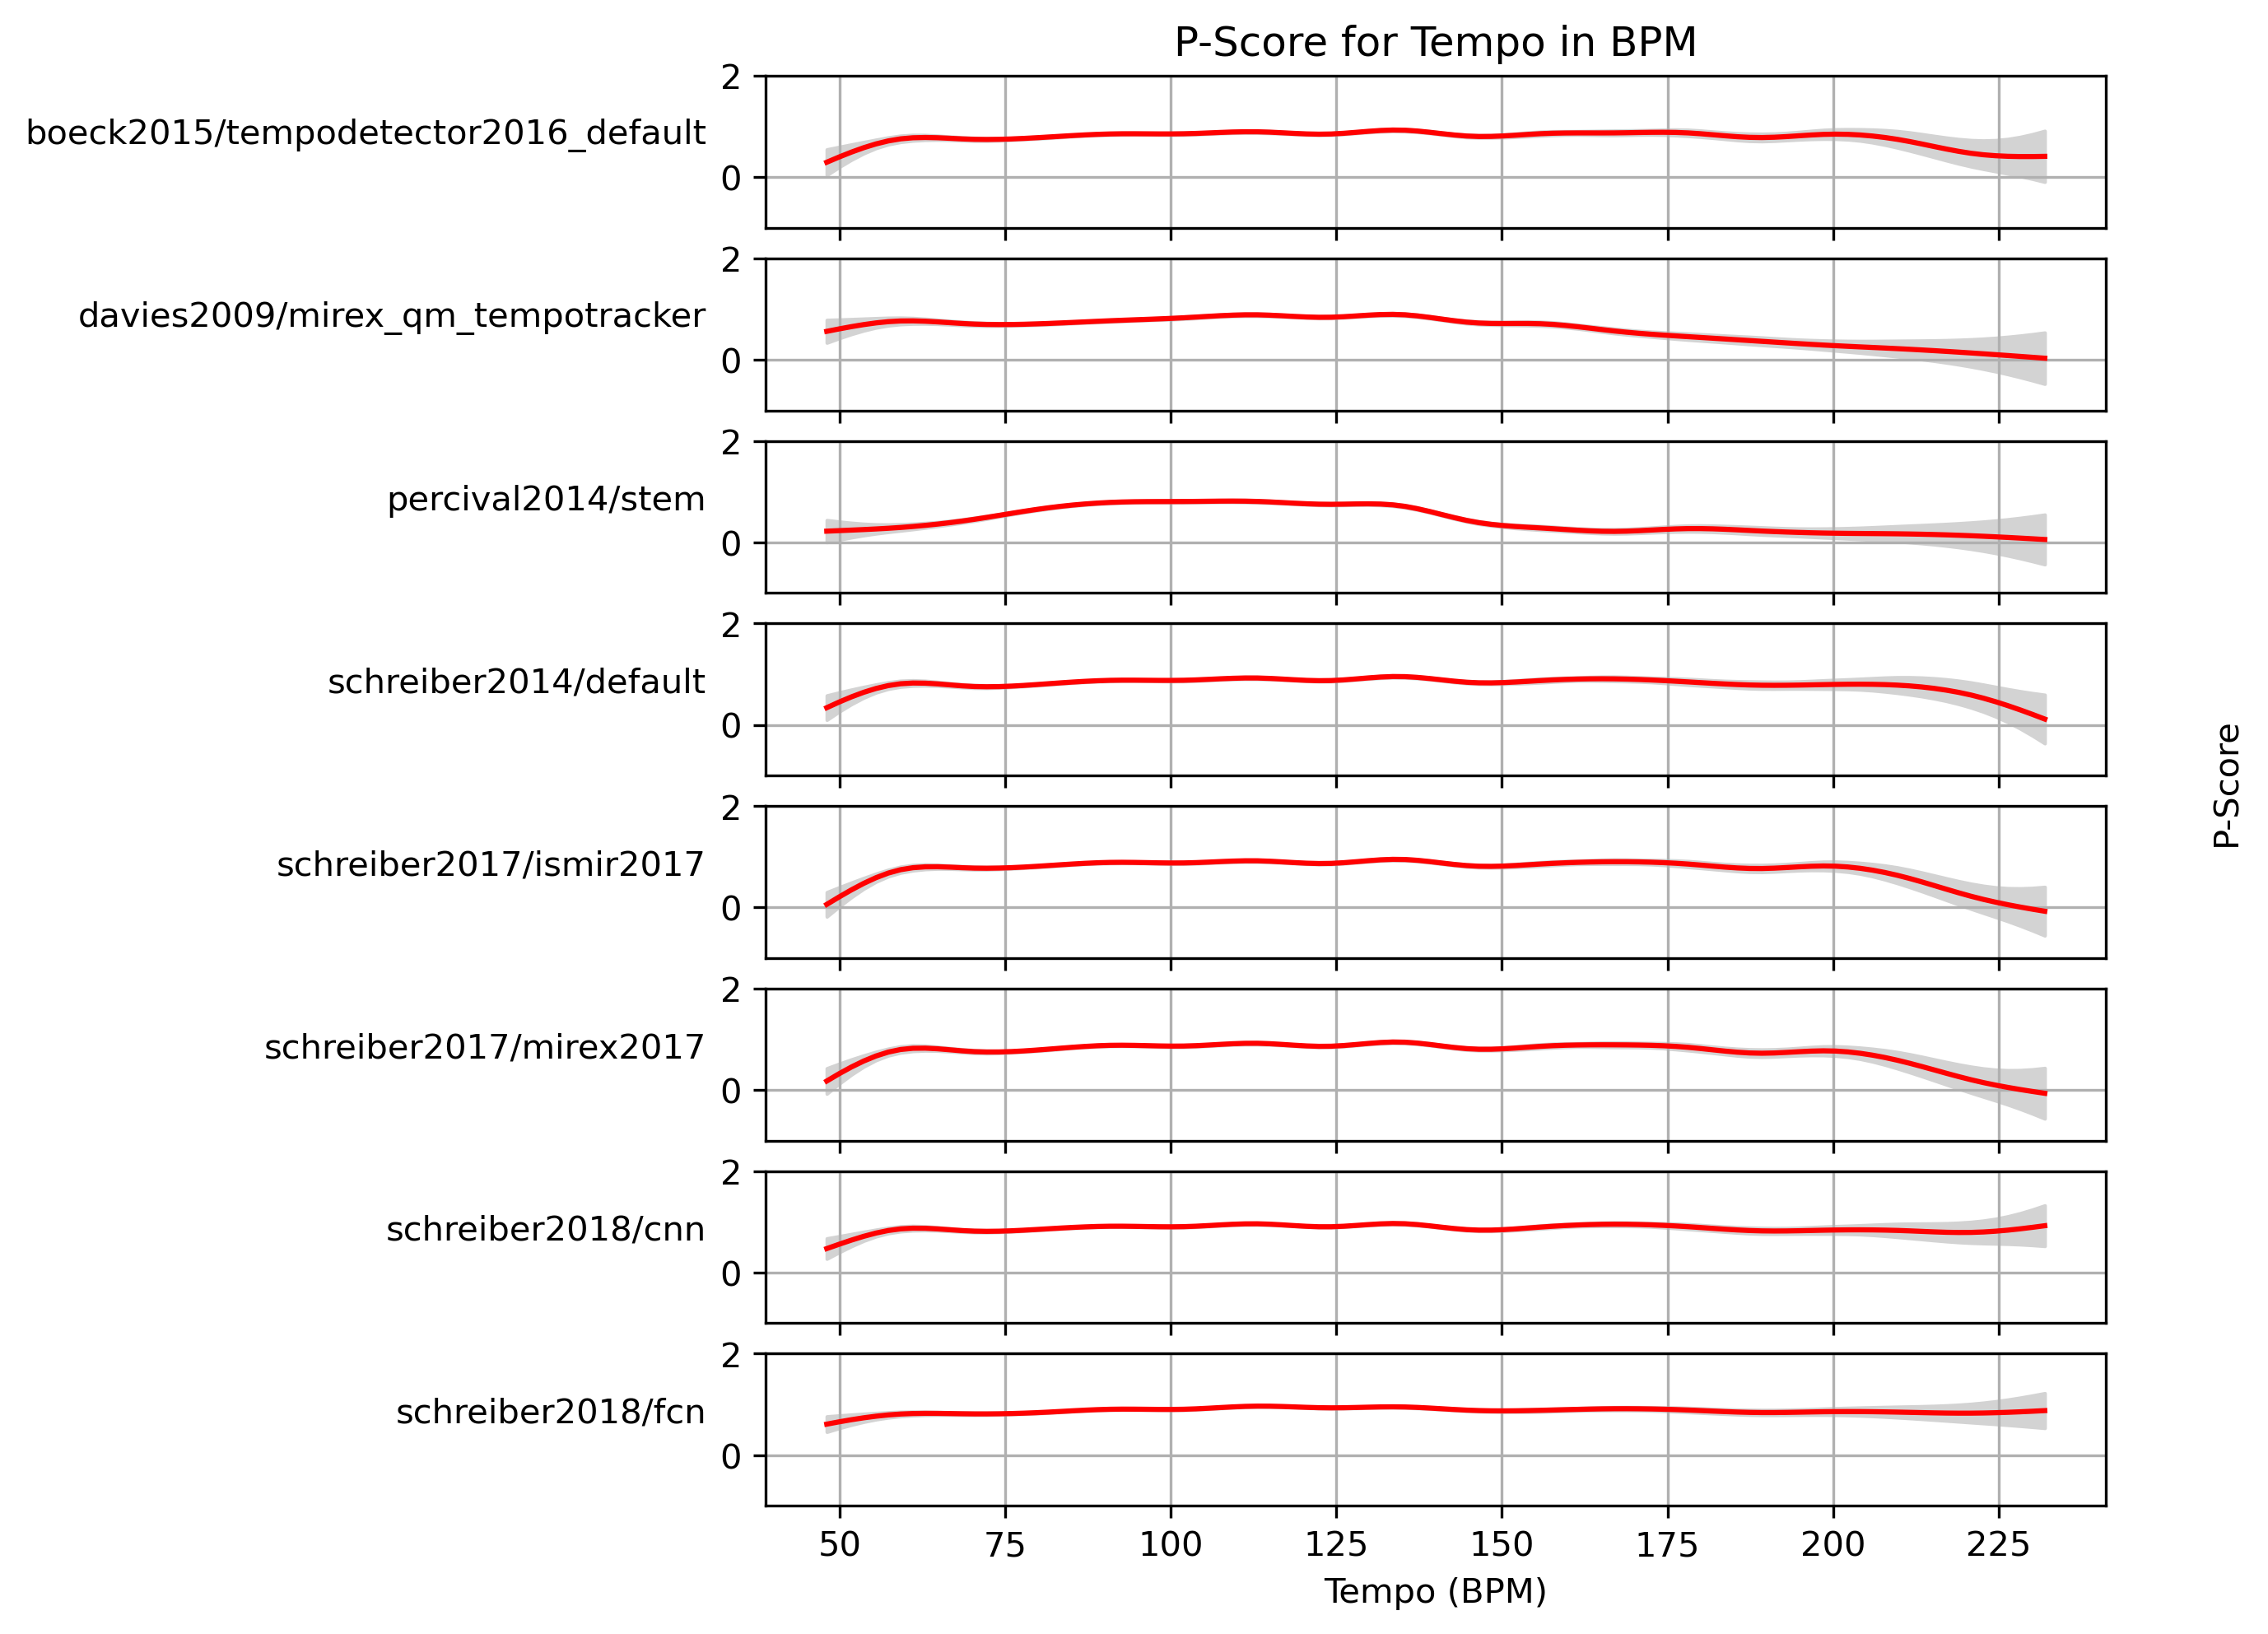 P-Score for Tempo in BPM
2
boeck2015/tempodetector2016_default
0
2
davies2009/mirex_qm_tempotracker
0
2
percival2014/stem
0
2
schreiber2014/default
0
P-Score
2
schreiber2017/ismir2017
0
2
schreiber2017/mirex2017
0
2
schreiber2018/cnn
0
2
schreiber2018/fcn
0
50 75 100 125 150 175 200 225
Tempo (BPM)